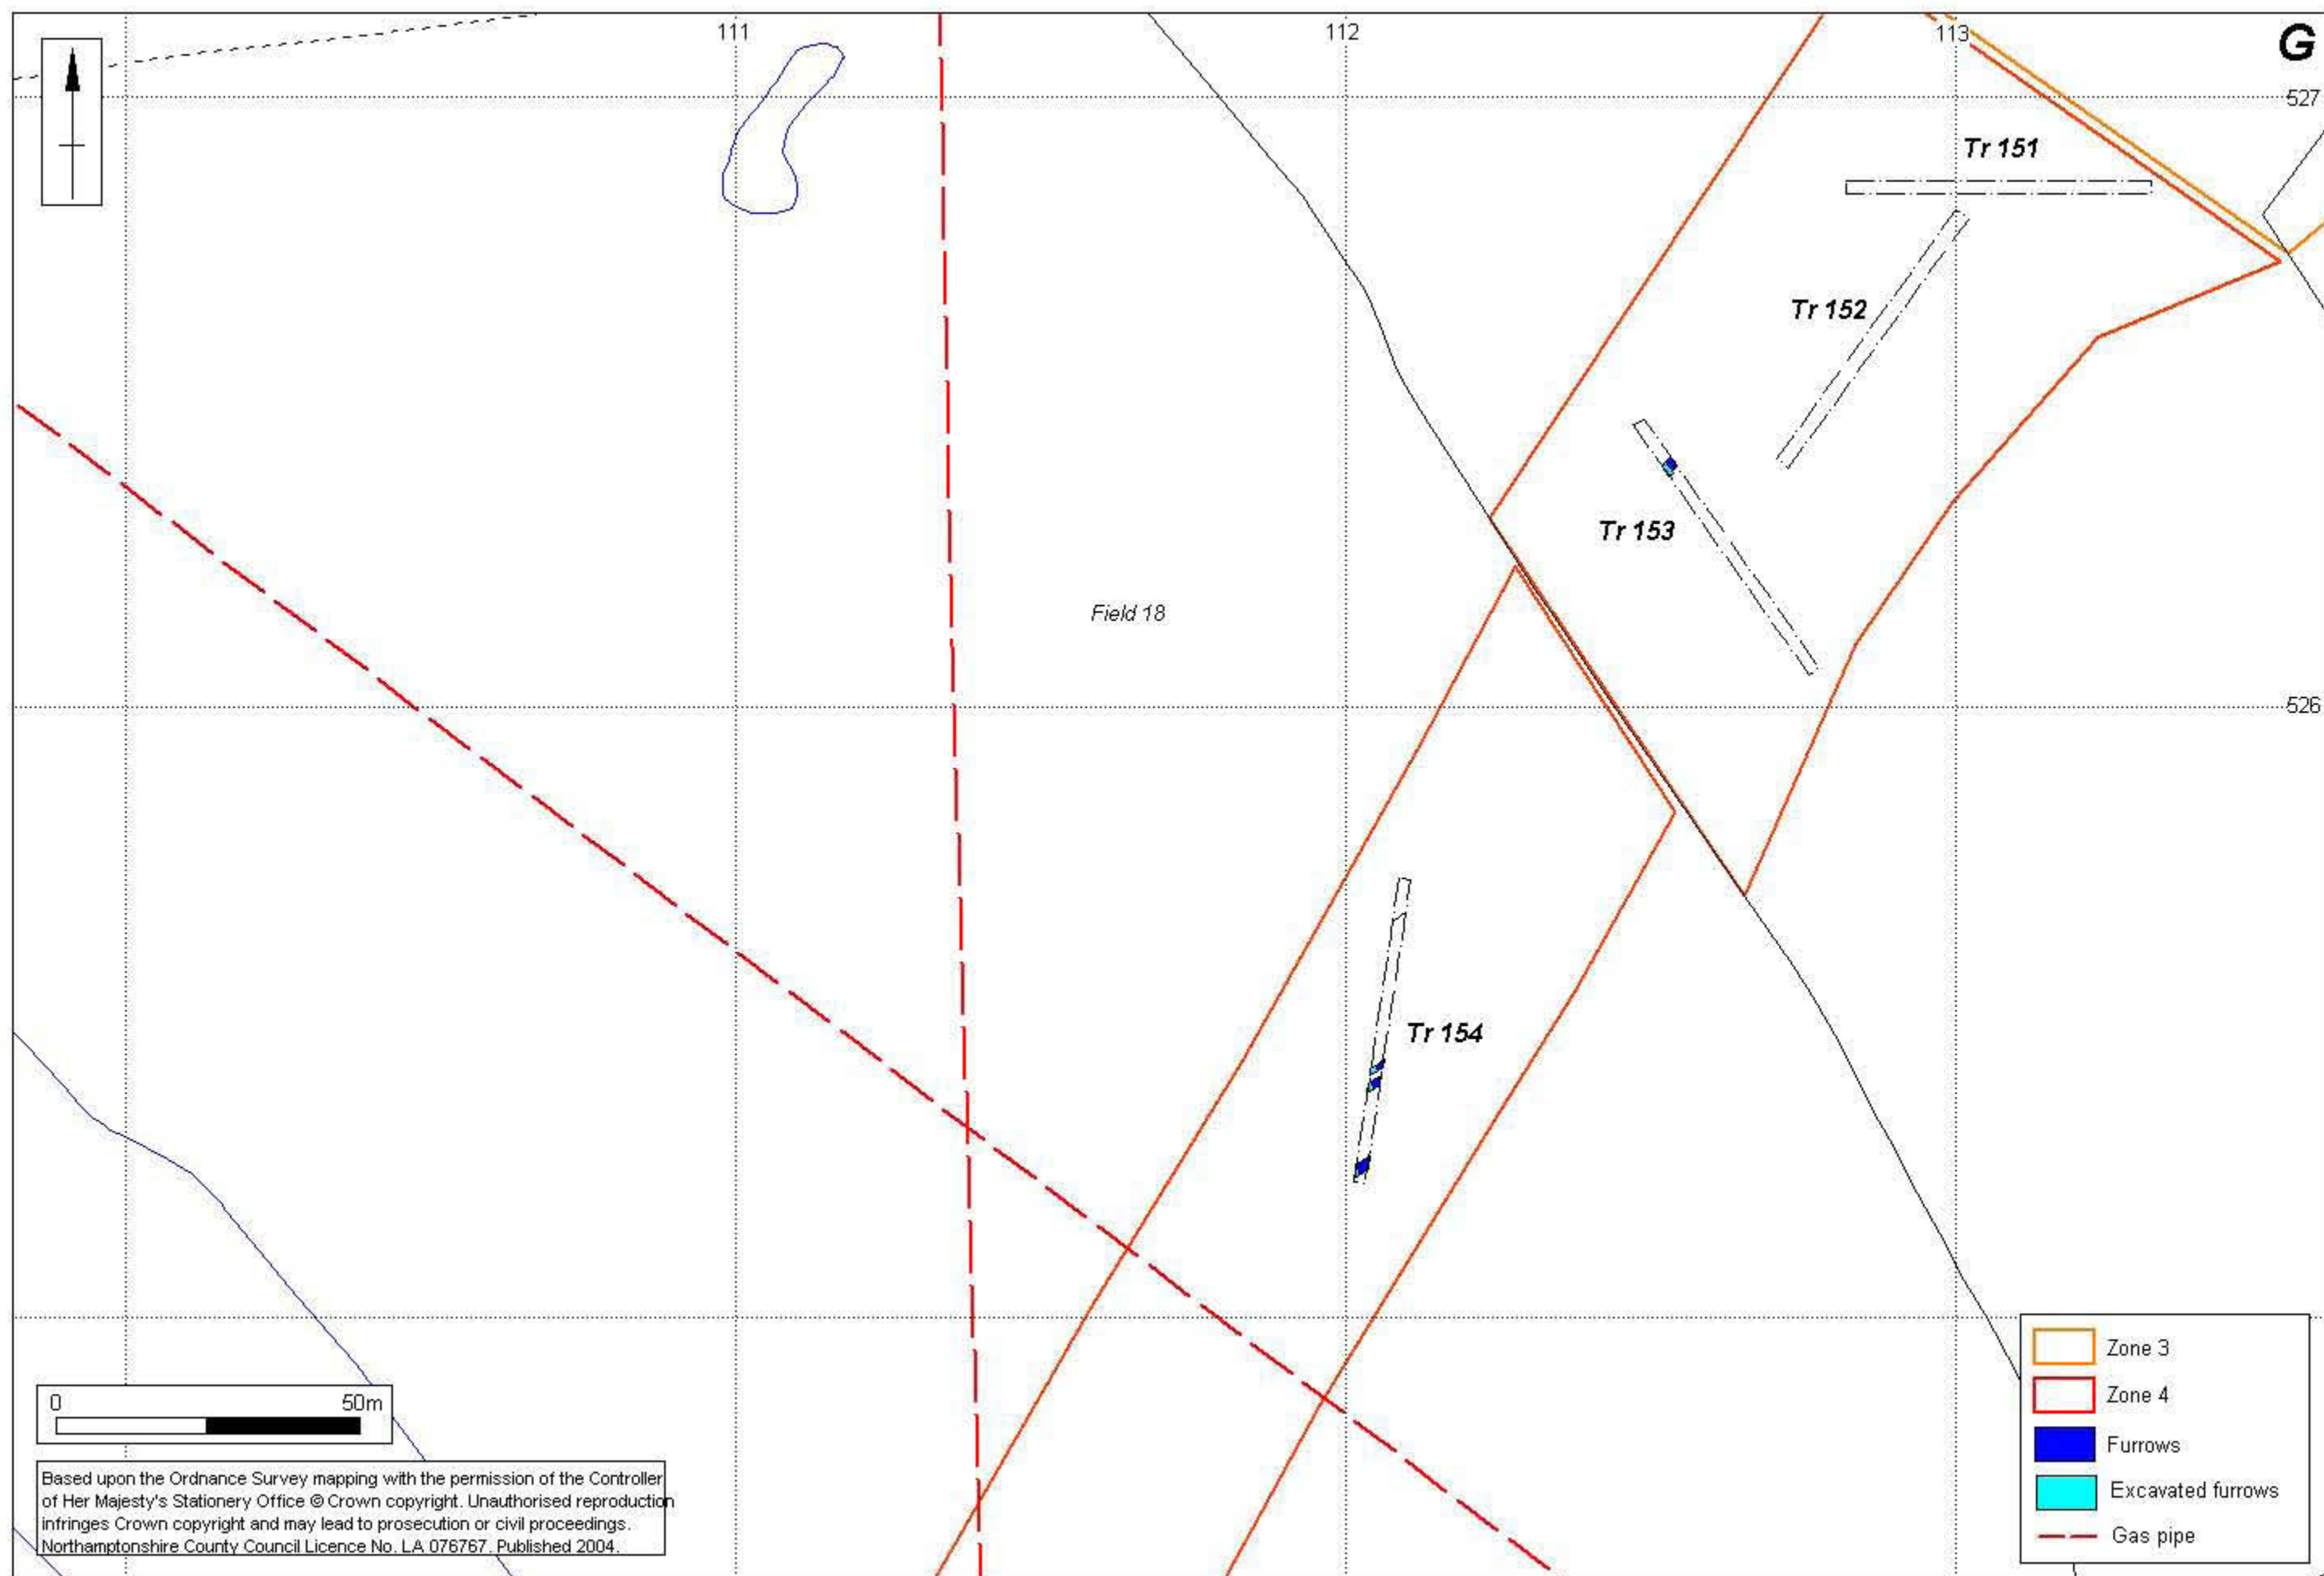 111
112
113
G
527
Tr 151
Tr 152
Tr 153
Field 18
526
Tr 154
Zone 3
Zone 4
Furrows
Excavated furrows
Gas pipe
0 50m
Based upon the Ordnance Survey mapping with the permission of the Controller
of Her Majesty's Stationery Office © Crown copyright. Unauthorised reproduction
infringes Crown copyright and may lead to prosecution or civil proceedings.
Northamptonshire County Council Licence No. LA 076767. Published 2004.